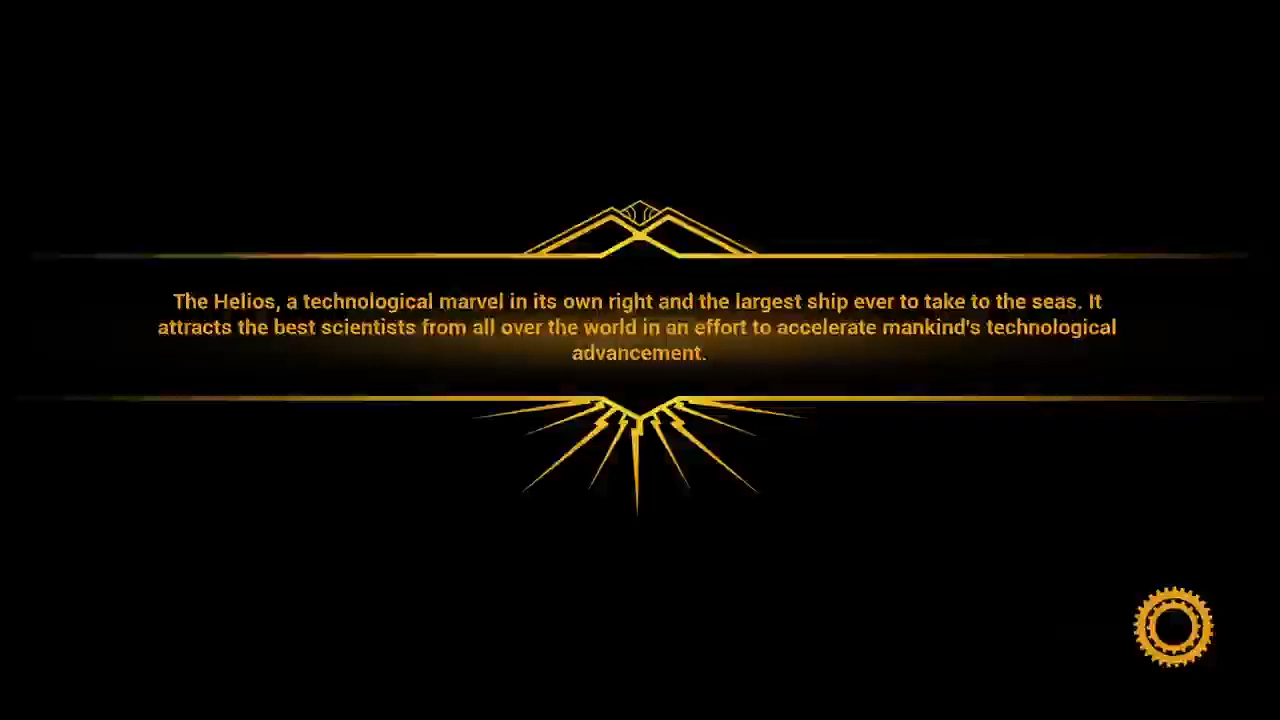 The Helios, a technological marvel in its own right and the largest ship ever to take to the seas. It
attracts the best scientists from all over the world in an effort to accelerate mankind's technological
advancement.